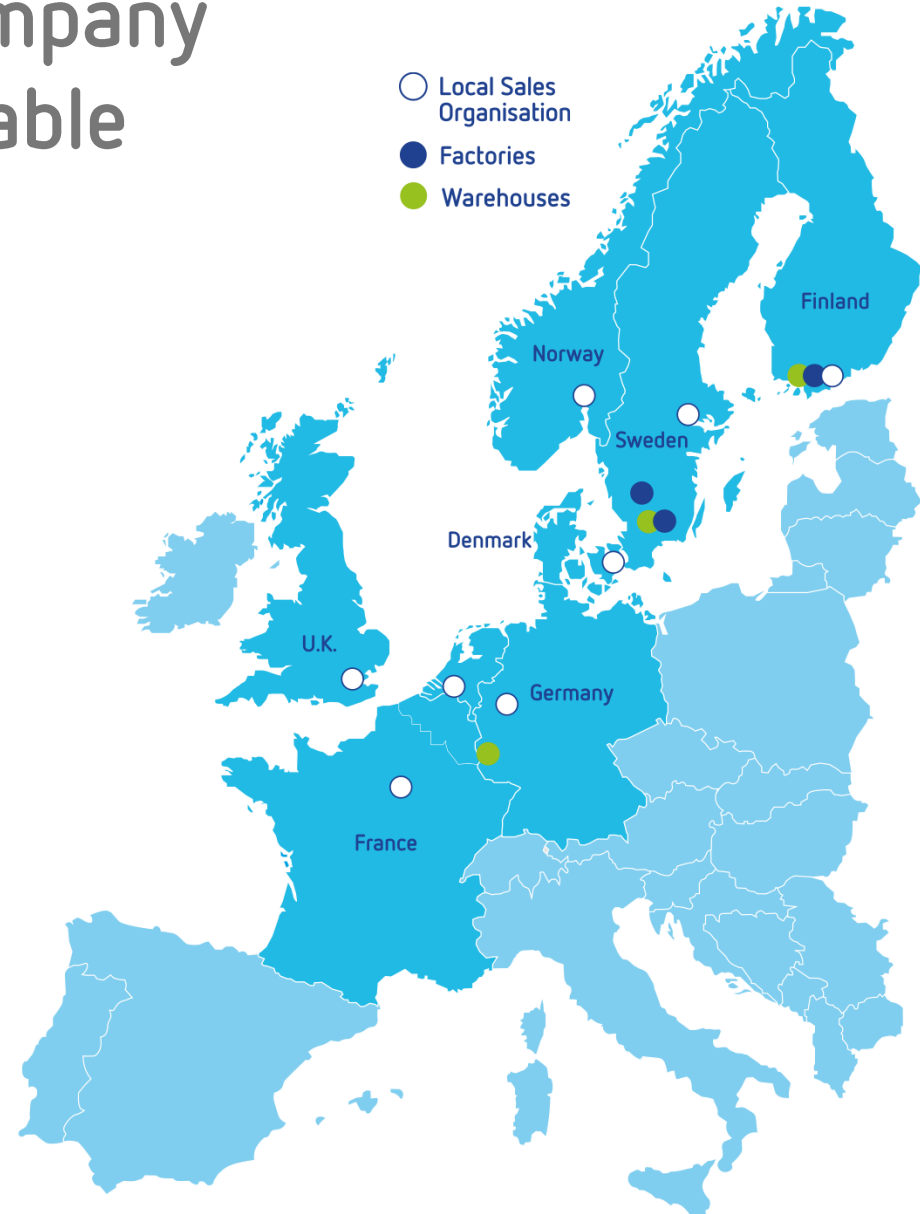 mpany
able
Local Sales
Organisation
Factories
Warehouses
Finland
Norway
Sweden
Denmark
U.K.
Germany
France